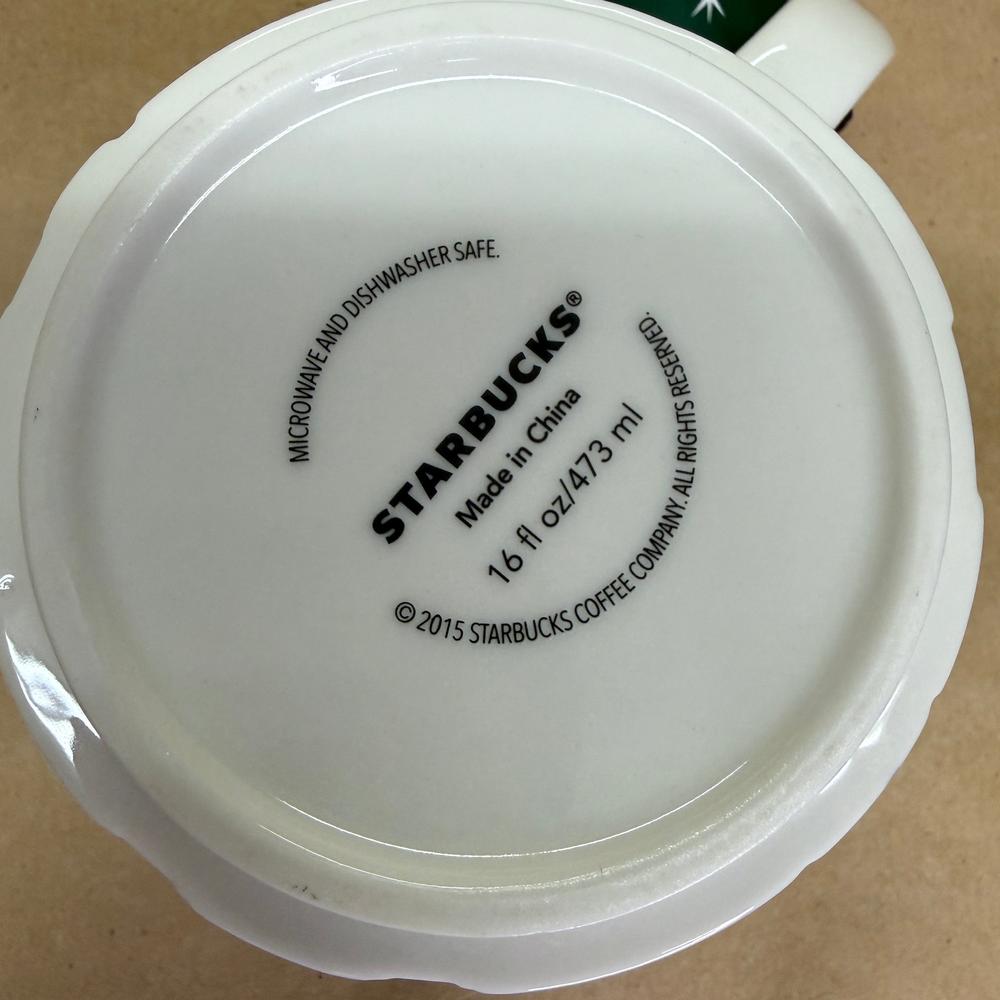 MICROWAVE AND DISHWASHER SAFE.
STARBUCKS®
Made in China
16 fl oz/473 ml
© 2015 STARBUCKS COFFEE COMPANY. ALL RIGHTS RESERVED.